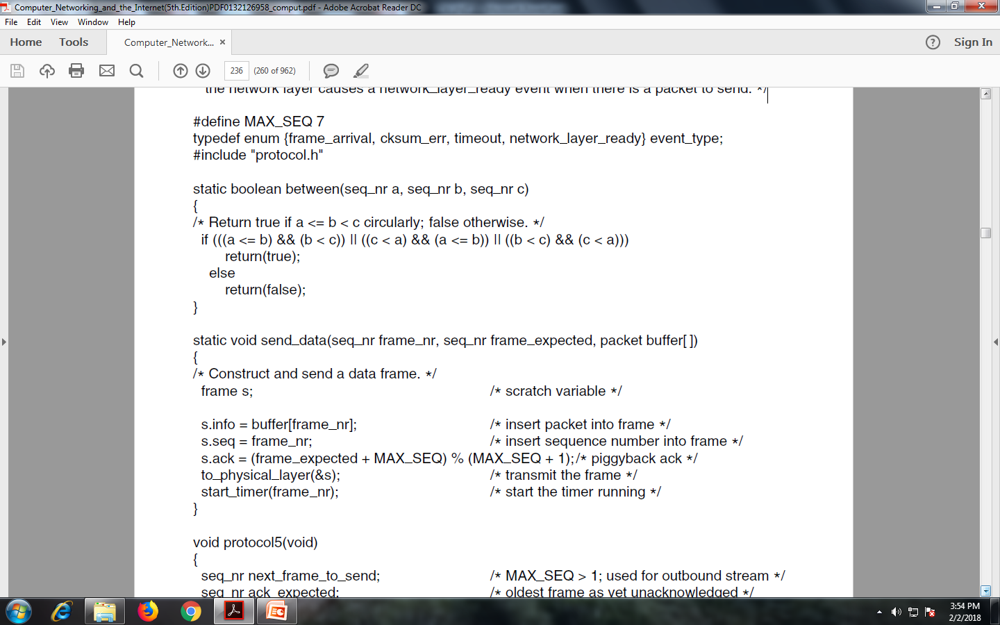 Computer_Networking_and_the_Internet(5th.Edition)PDF0132126958_comput.pdf - Adobe Acrobat Reader DC
File Edit View Window Help
Home Tools Computer_Network... × ? Sign In
236 (260 of 962)
the network layer causes a network_layer_ready event when there is a packet to send. */
#define MAX_SEQ 7
typedef enum {frame_arrival, cksum_err, timeout, network_layer_ready} event_type;
#include "protocol.h"
static boolean between(seq_nr a, seq_nr b, seq_nr c)
{
/* Return true if a <= b < c circularly; false otherwise. */
if (((a <= b) && (b < c)) || ((c < a) && (a <= b)) || ((b < c) && (c < a)))
return(true);
else
return(false);
}
static void send_data(seq_nr frame_nr, seq_nr frame_expected, packet buffer[ ])
{
/* Construct and send a data frame. */
frame s; /* scratch variable */
s.info = buffer[frame_nr]; /* insert packet into frame */
s.seq = frame_nr; /* insert sequence number into frame */
s.ack = (frame_expected + MAX_SEQ) % (MAX_SEQ + 1);/* piggyback ack */
to_physical_layer(&s); /* transmit the frame */
start_timer(frame_nr); /* start the timer running */
}
void protocol5(void)
{
seq_nr next_frame_to_send; /* MAX_SEQ > 1; used for outbound stream */
seq_nr ack_expected; /* oldest frame as yet unacknowledged */
3:54 PM
2/2/2018